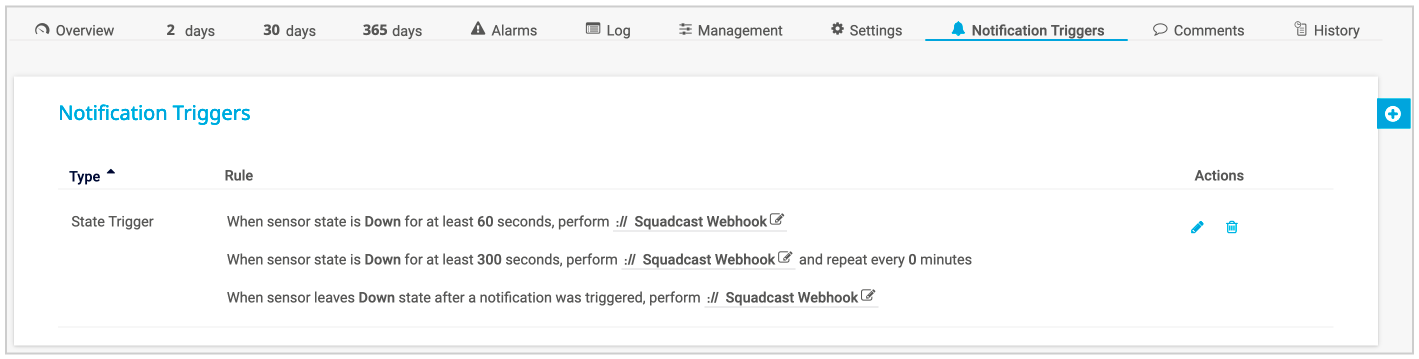 Overview 2 days 30 days 365 days Alarms Log Management Settings Notification Triggers Comments History
Notification Triggers
Type Rule Actions
State Trigger When sensor state is Down for at least 60 seconds, perform :// Squadcast Webhook
When sensor state is Down for at least 300 seconds, perform :// Squadcast Webhook and repeat every 0 minutes
When sensor leaves Down state after a notification was triggered, perform :// Squadcast Webhook